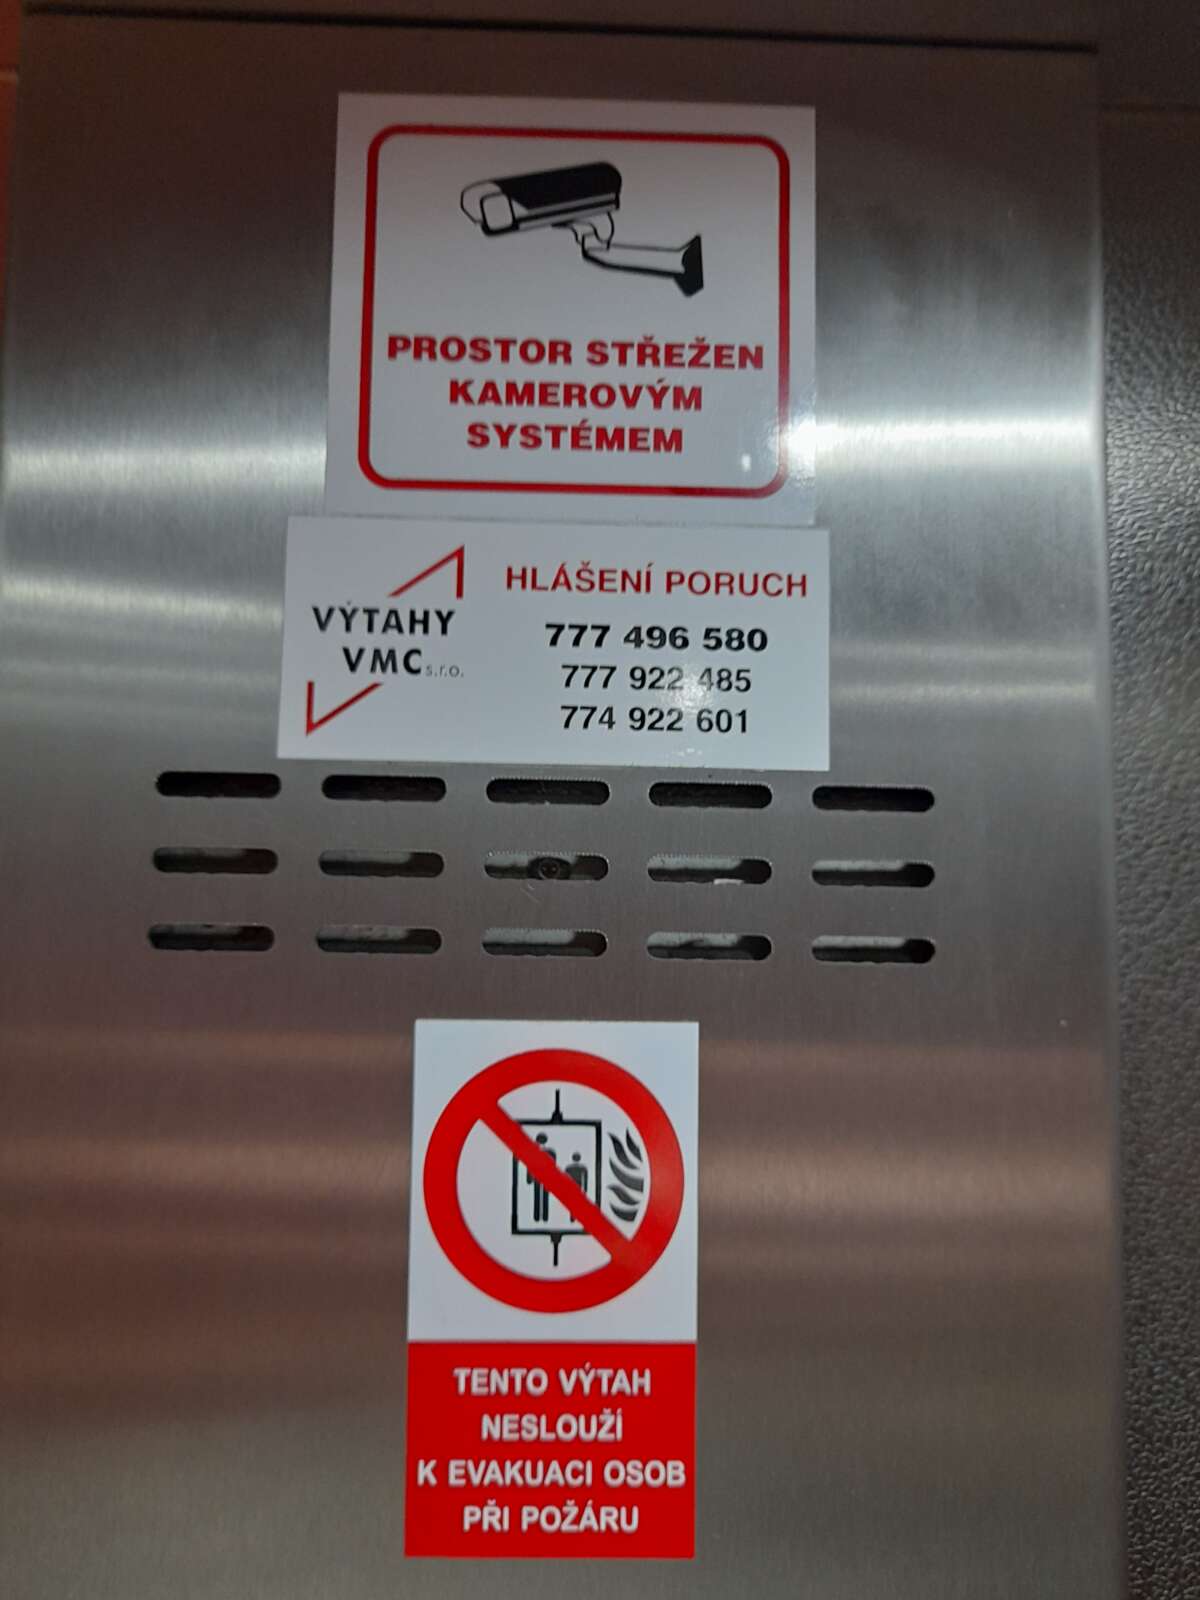 PROSTOR STŘEŽEN
KAMEROVÝM
SYSTÉMEM
VÝTAHY
VMC s.r.o.
HLÁŠENÍ PORUCH
777 496 580
777 922 485
774 922 601
TENTO VÝTAH
NESLOUŽÍ
K EVAKUACI OSOB
PŘI POŽÁRU